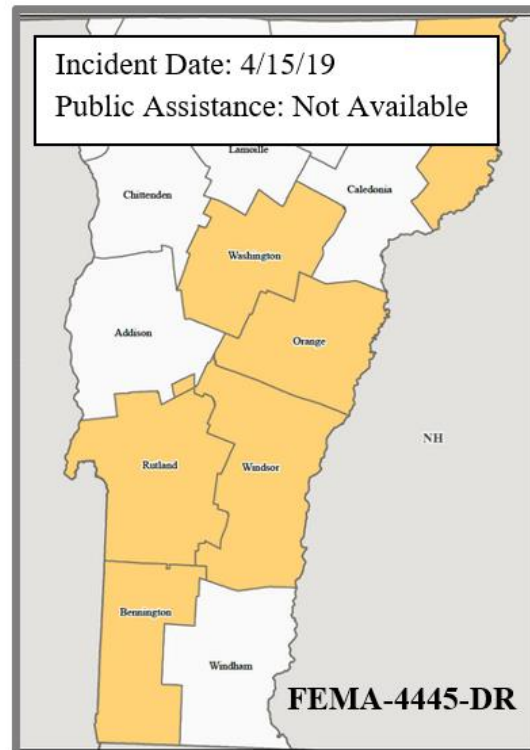 Incident Date: 4/15/19
Public Assistance: Not Available
Lamoille
Chittenden
Caledonia
Washington
Addison
Orange
NH
Rutland
Windsor
Bennington
Windham
FEMA-4445-DR